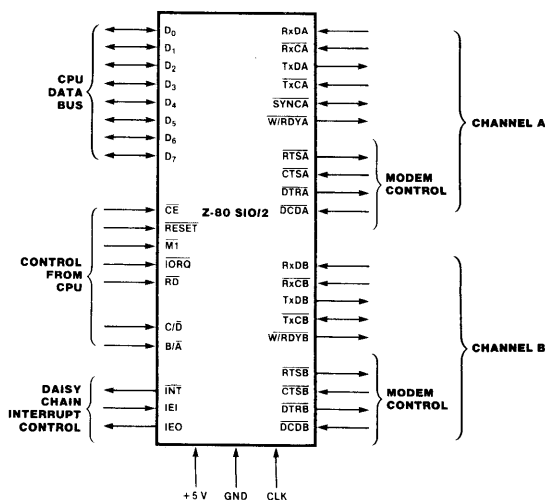 CPU
DATA
BUS
D0
D1
D2
D3
D4
D5
D6
D7
CONTROL
FROM
CPU
CE
RESET
M1
IORQ
RD
C/D
B/A
DAISY
CHAIN
INTERRUPT
CONTROL
INT
IEI
IEO
Z-80 SIO/2
RxDA
RxCA
TxDA
TxCA
SYNCA
W/RDYA
RTSA
CTSA
DTRA
DCDA
MODEM
CONTROL
CHANNEL A
RxDB
RxCB
TxDB
TxCB
W/RDYB
RTSB
CTSB
DTRB
DCDB
MODEM
CONTROL
CHANNEL B
+5 V
GND
CLK